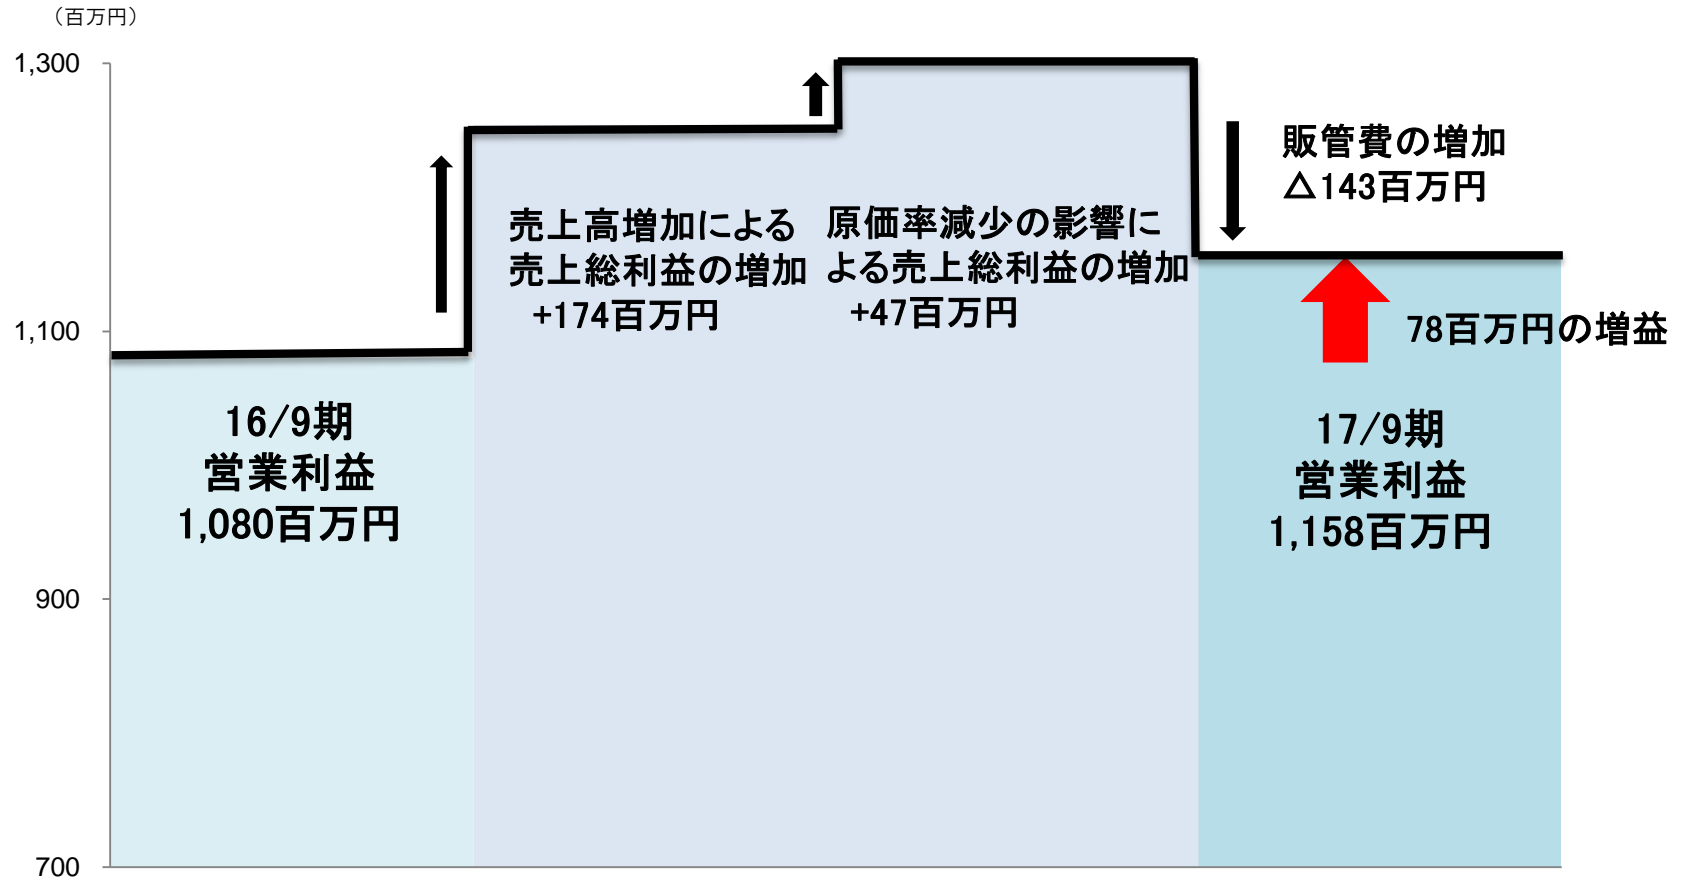 （百万円）
1,300
1,100
900
700
16/9期
営業利益
1,080百万円
売上高増加による
売上総利益の増加
+174百万円
原価率減少の影響に
よる売上総利益の増加
+47百万円
販管費の増加
△143百万円
78百万円の増益
17/9期
営業利益
1,158百万円